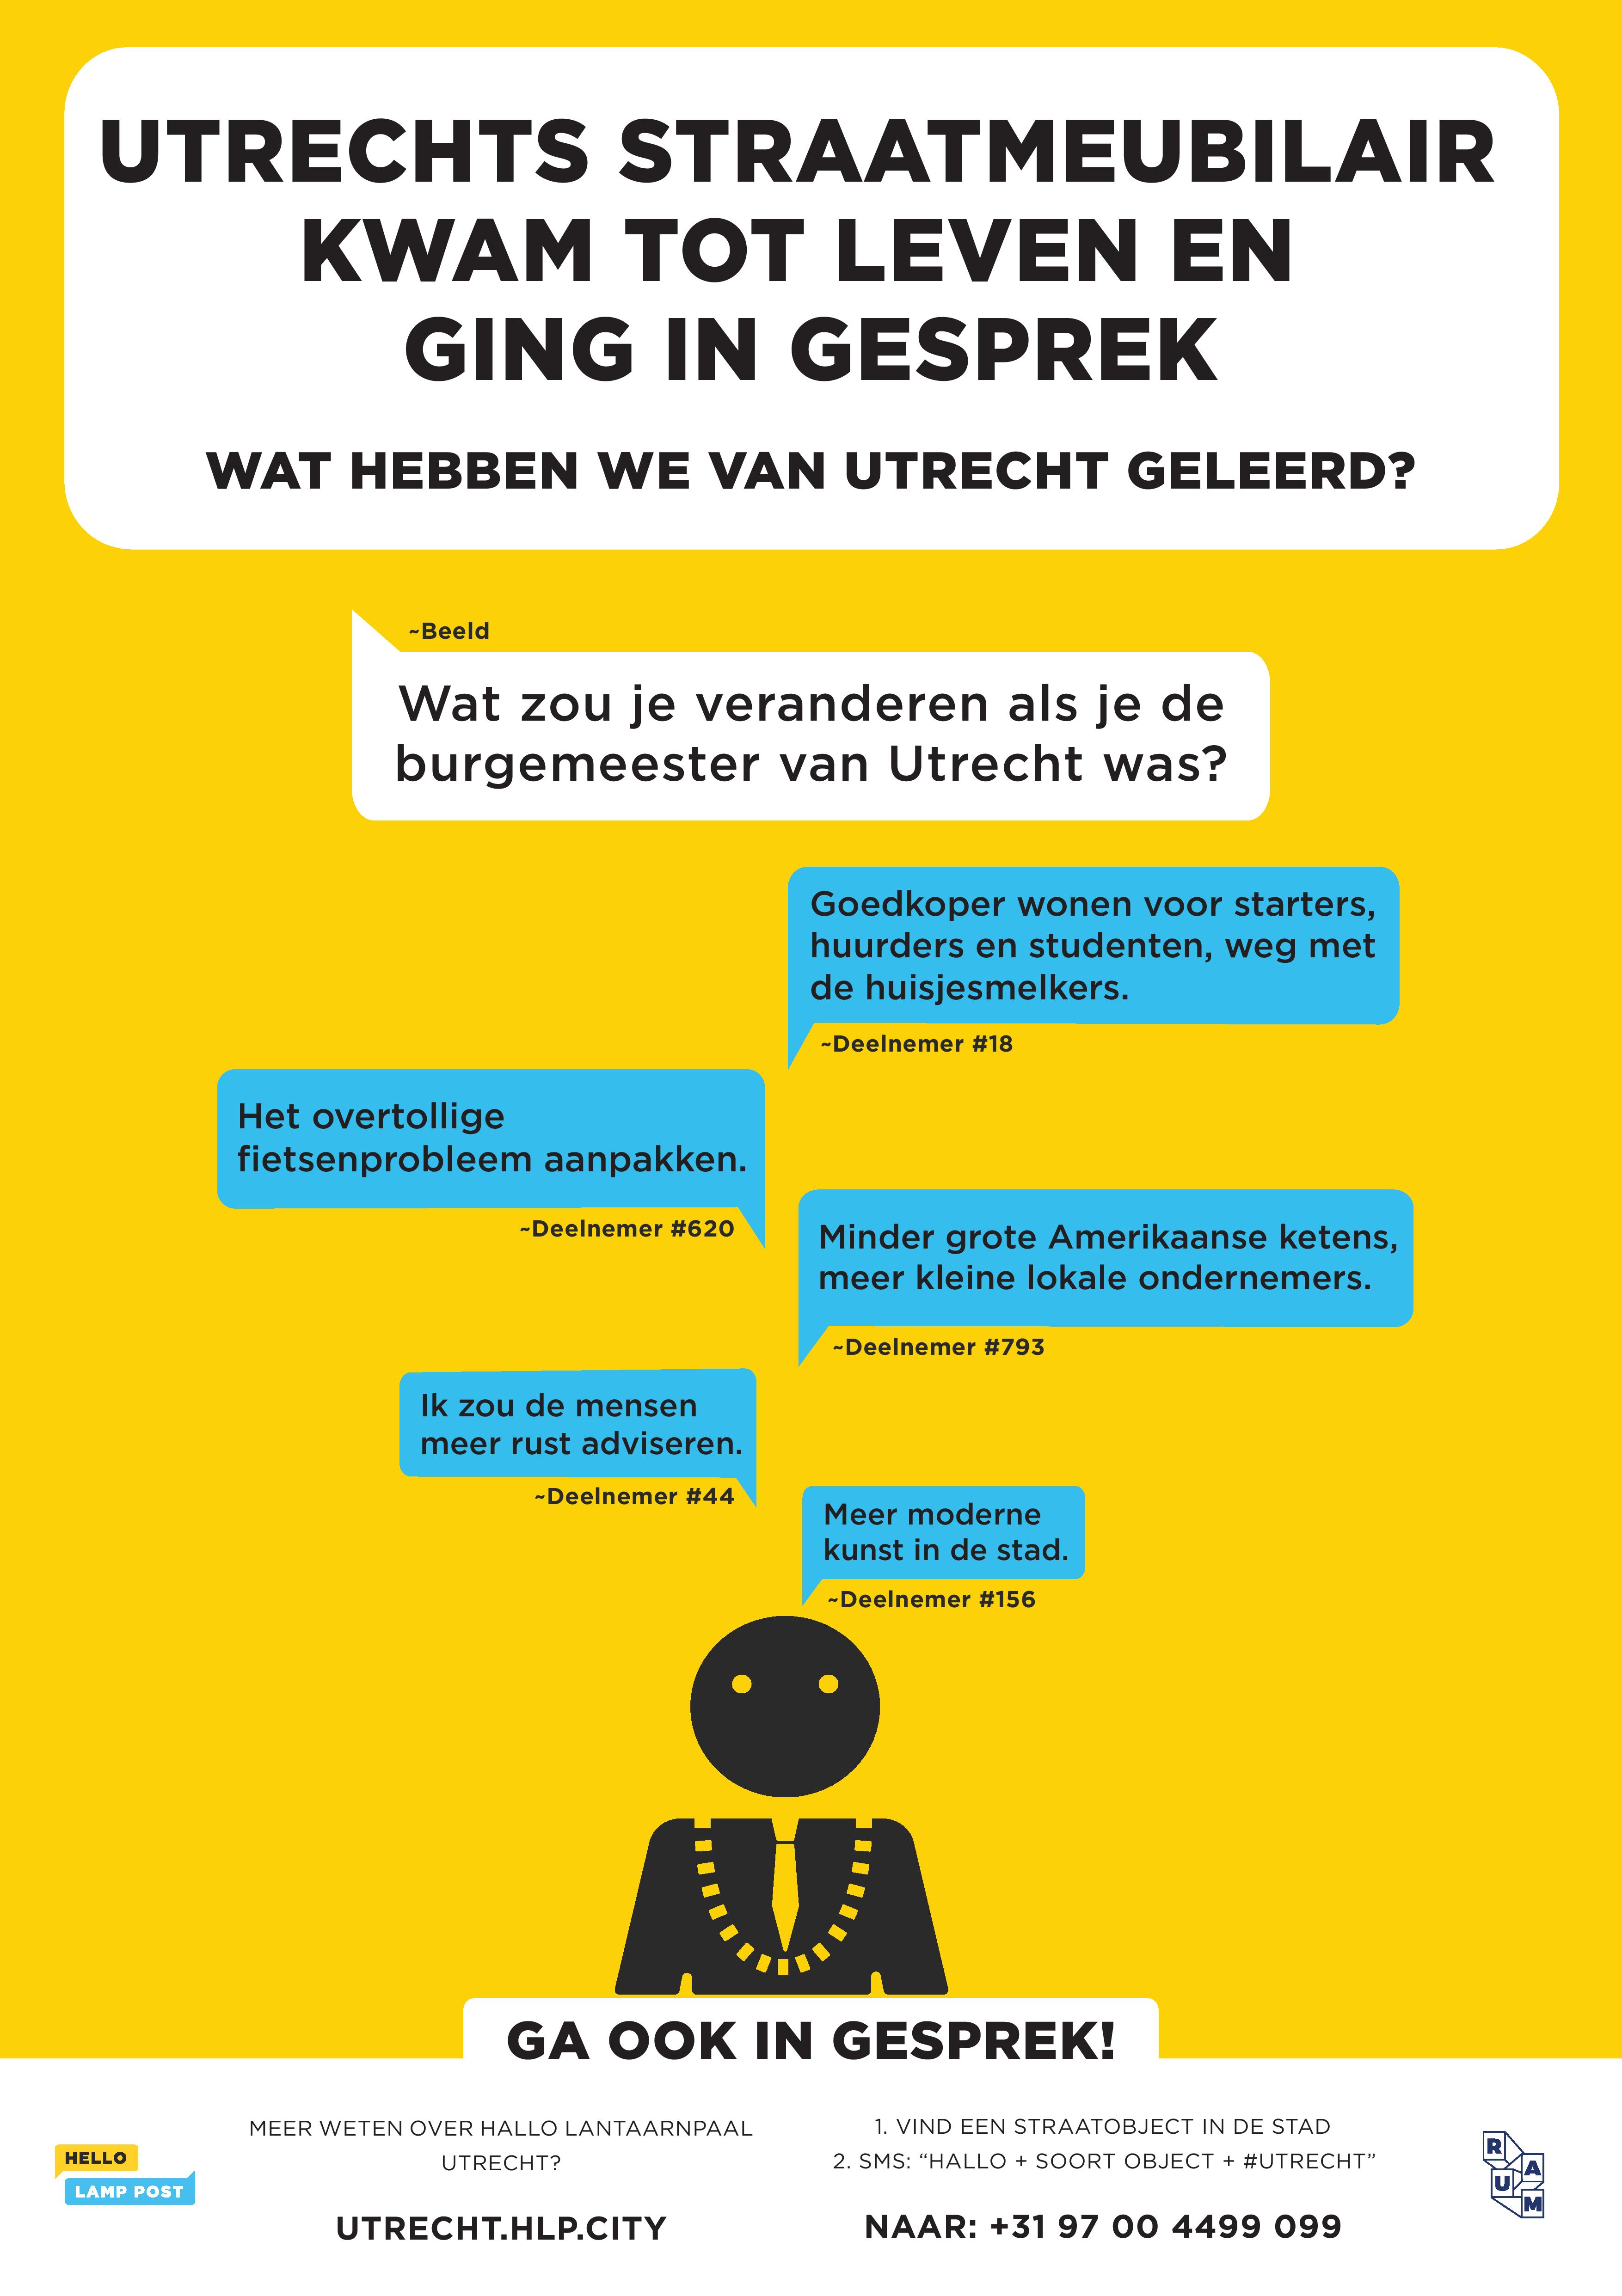 UTRECHTS STRAATMEUBILAIR
KWAM TOT LEVEN EN
GING IN GESPREK
WAT HEBBEN WE VAN UTRECHT GELEERD?
~Beeld
Wat zou je veranderen als je de
burgemeester van Utrecht was?
Goedkoper wonen voor starters,
huurders en studenten, weg met
de huisjesmelkers.
~Deelnemer #18
Het overtollige
fietsenprobleem aanpakken.
~Deelnemer #620
Minder grote Amerikaanse ketens,
meer kleine lokale ondernemers.
~Deelnemer #793
Ik zou de mensen
meer rust adviseren.
~Deelnemer #44
Meer moderne
kunst in de stad.
~Deelnemer #156
GA OOK IN GESPREK!
HELLO
LAMP POST
MEER WETEN OVER HALLO LANTAARNPAAL
UTRECHT?
UTRECHT.HLP.CITY
1. VIND EEN STRAATOBJECT IN DE STAD
2. SMS: “HALLO + SOORT OBJECT + #UTRECHT”
NAAR: +31 97 00 4499 099
RAUM